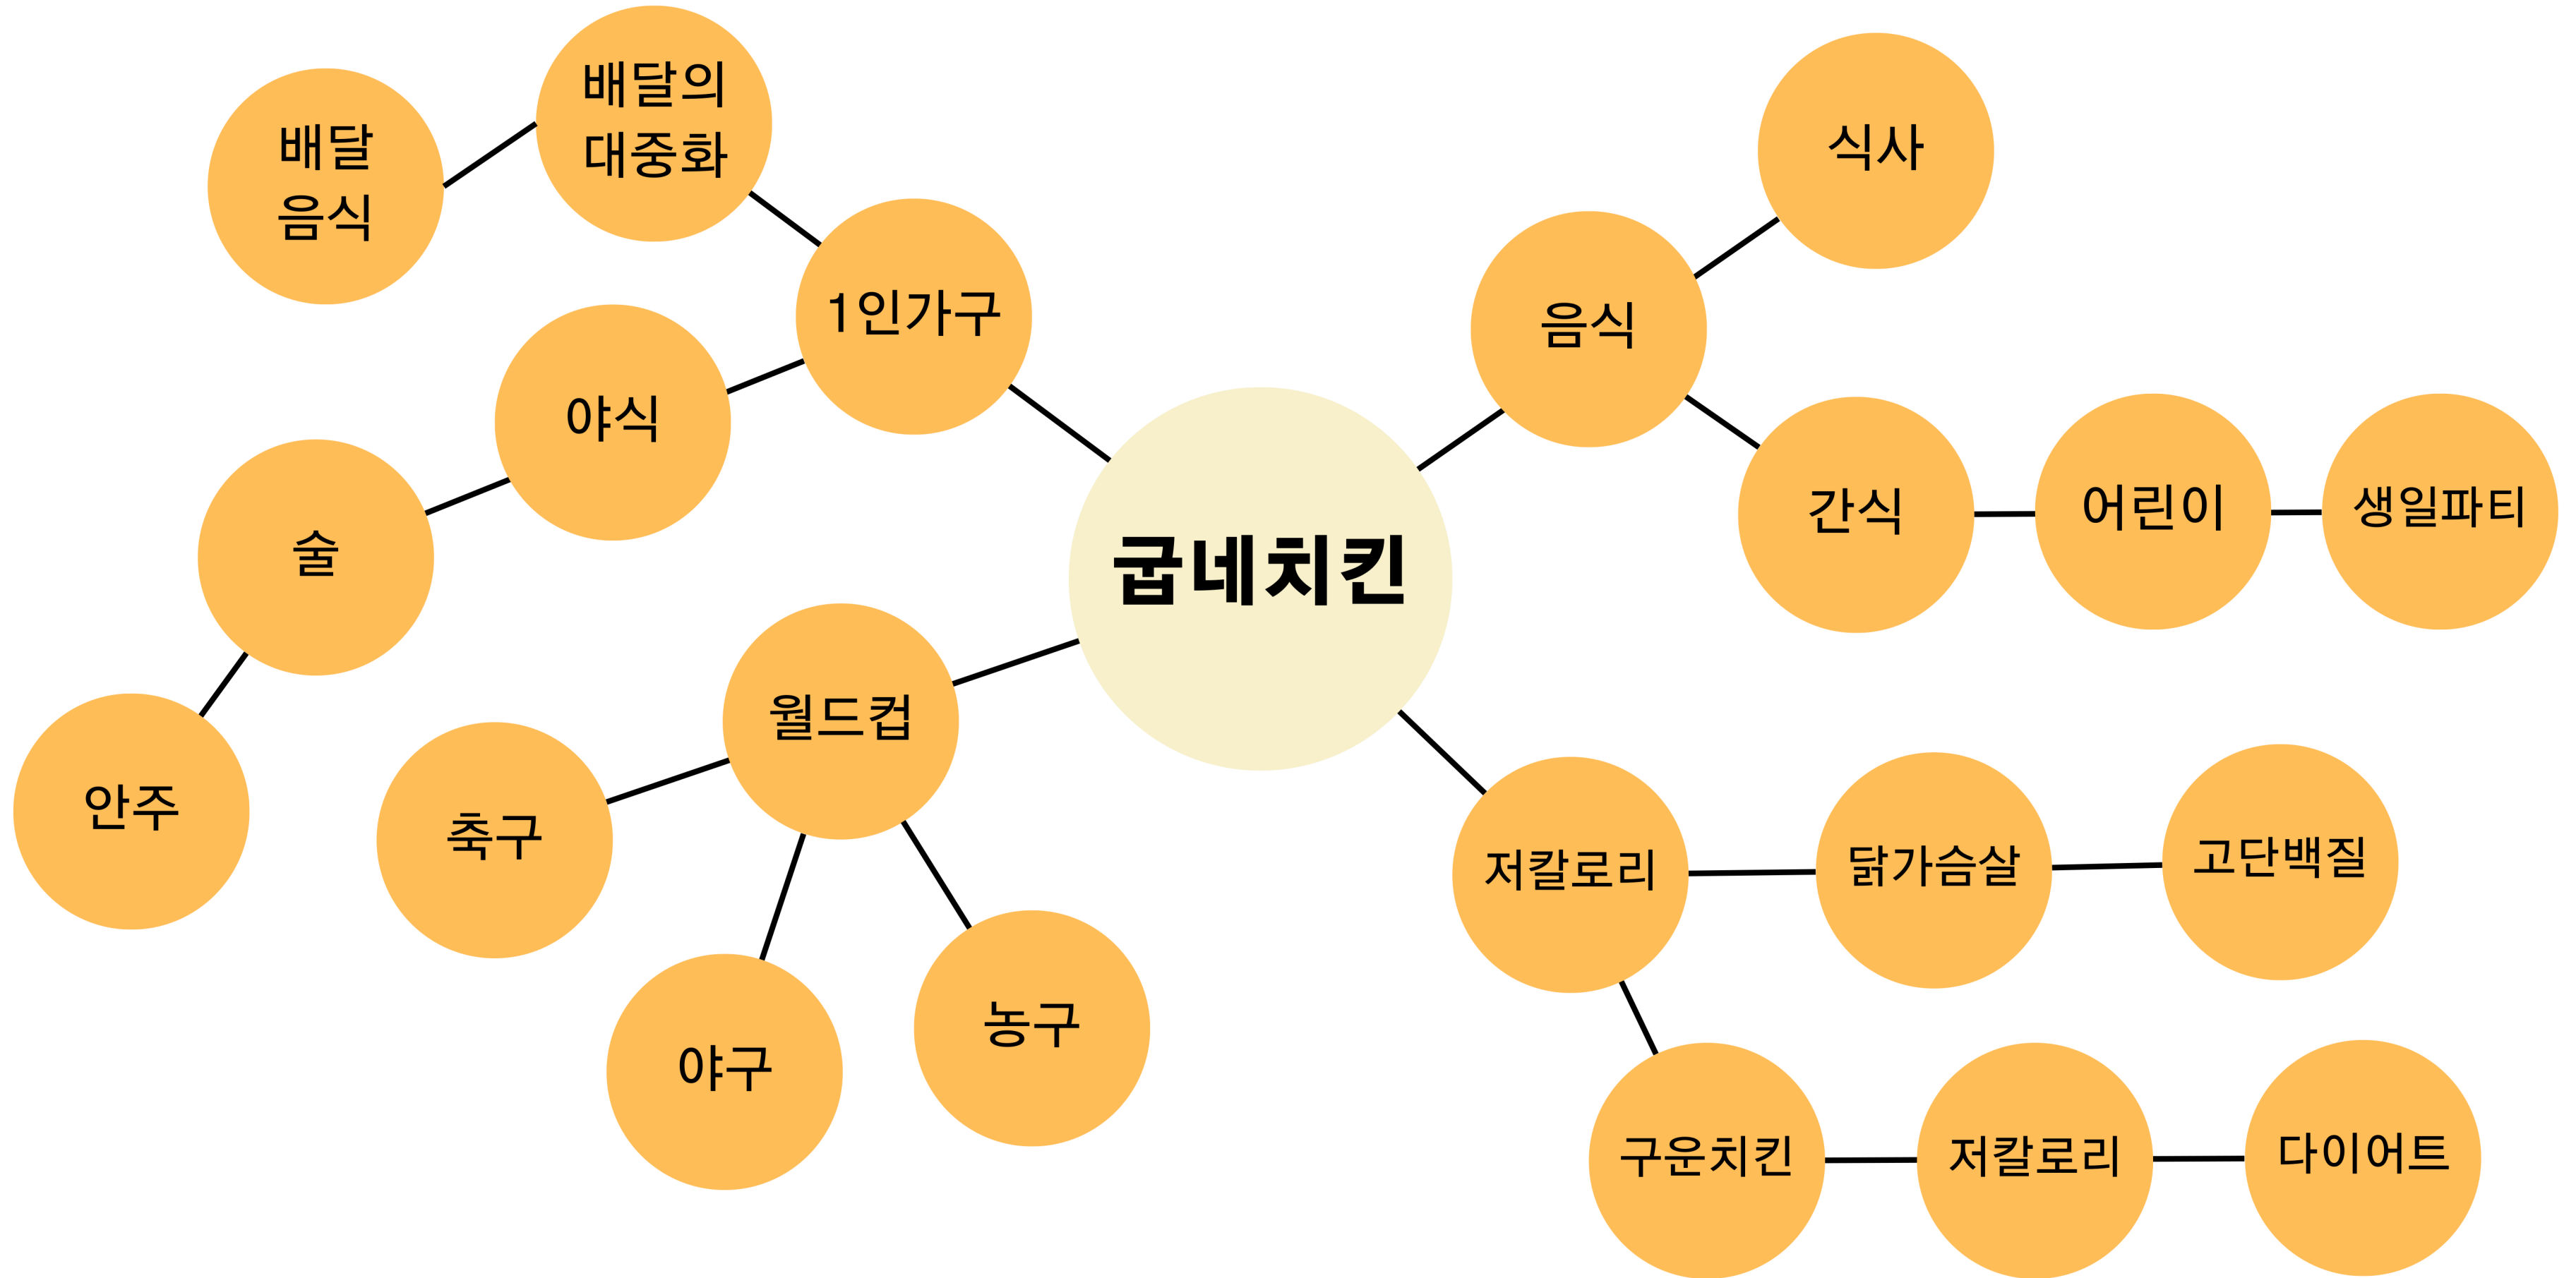 배달의
대중화
배달
음식
식사
1인가구
음식
야식
간식
어린이
생일파티
술
굽네치킨
월드컵
안주
축구
저칼로리
닭가슴살
고단백질
농구
야구
구운치킨
저칼로리
다이어트